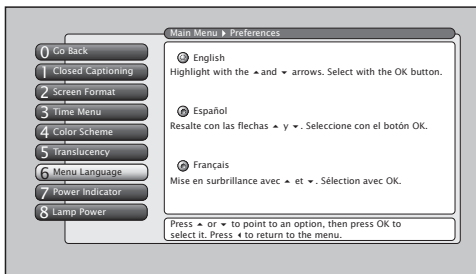 Main Menu ▸ Preferences
0 Go Back
1 Closed Captioning
2 Screen Format
3 Time Menu
4 Color Scheme
5 Translucency
6 Menu Language
7 Power Indicator
8 Lamp Power
English
Highlight with the ▲and ▼ arrows. Select with the OK button.
Español
Resalte con las flechas ▲ y ▼. Seleccione con el botón OK.
Français
Mise en surbrillance avec ▲ et ▼. Sélection avec OK.
Press ▲ or ▼ to point to an option, then press OK to
select it. Press ◂ to return to the menu.